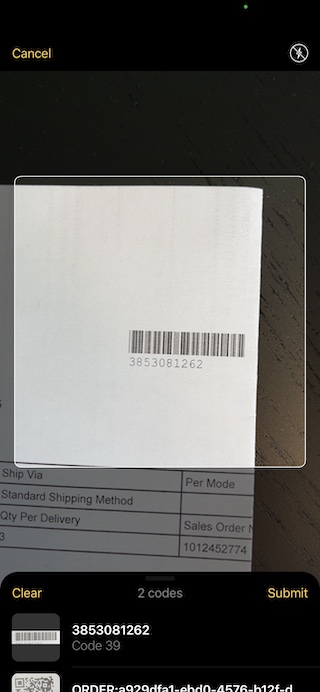 Cancel
3853081262
Ship Via
Per Mode
Standard Shipping Method
Qty Per Delivery
Sales Order
3
1012452774
Clear
2 codes
Submit
3853081262
Code 39
ORDER:a929dfa1-ebd0-4576-b12f-d